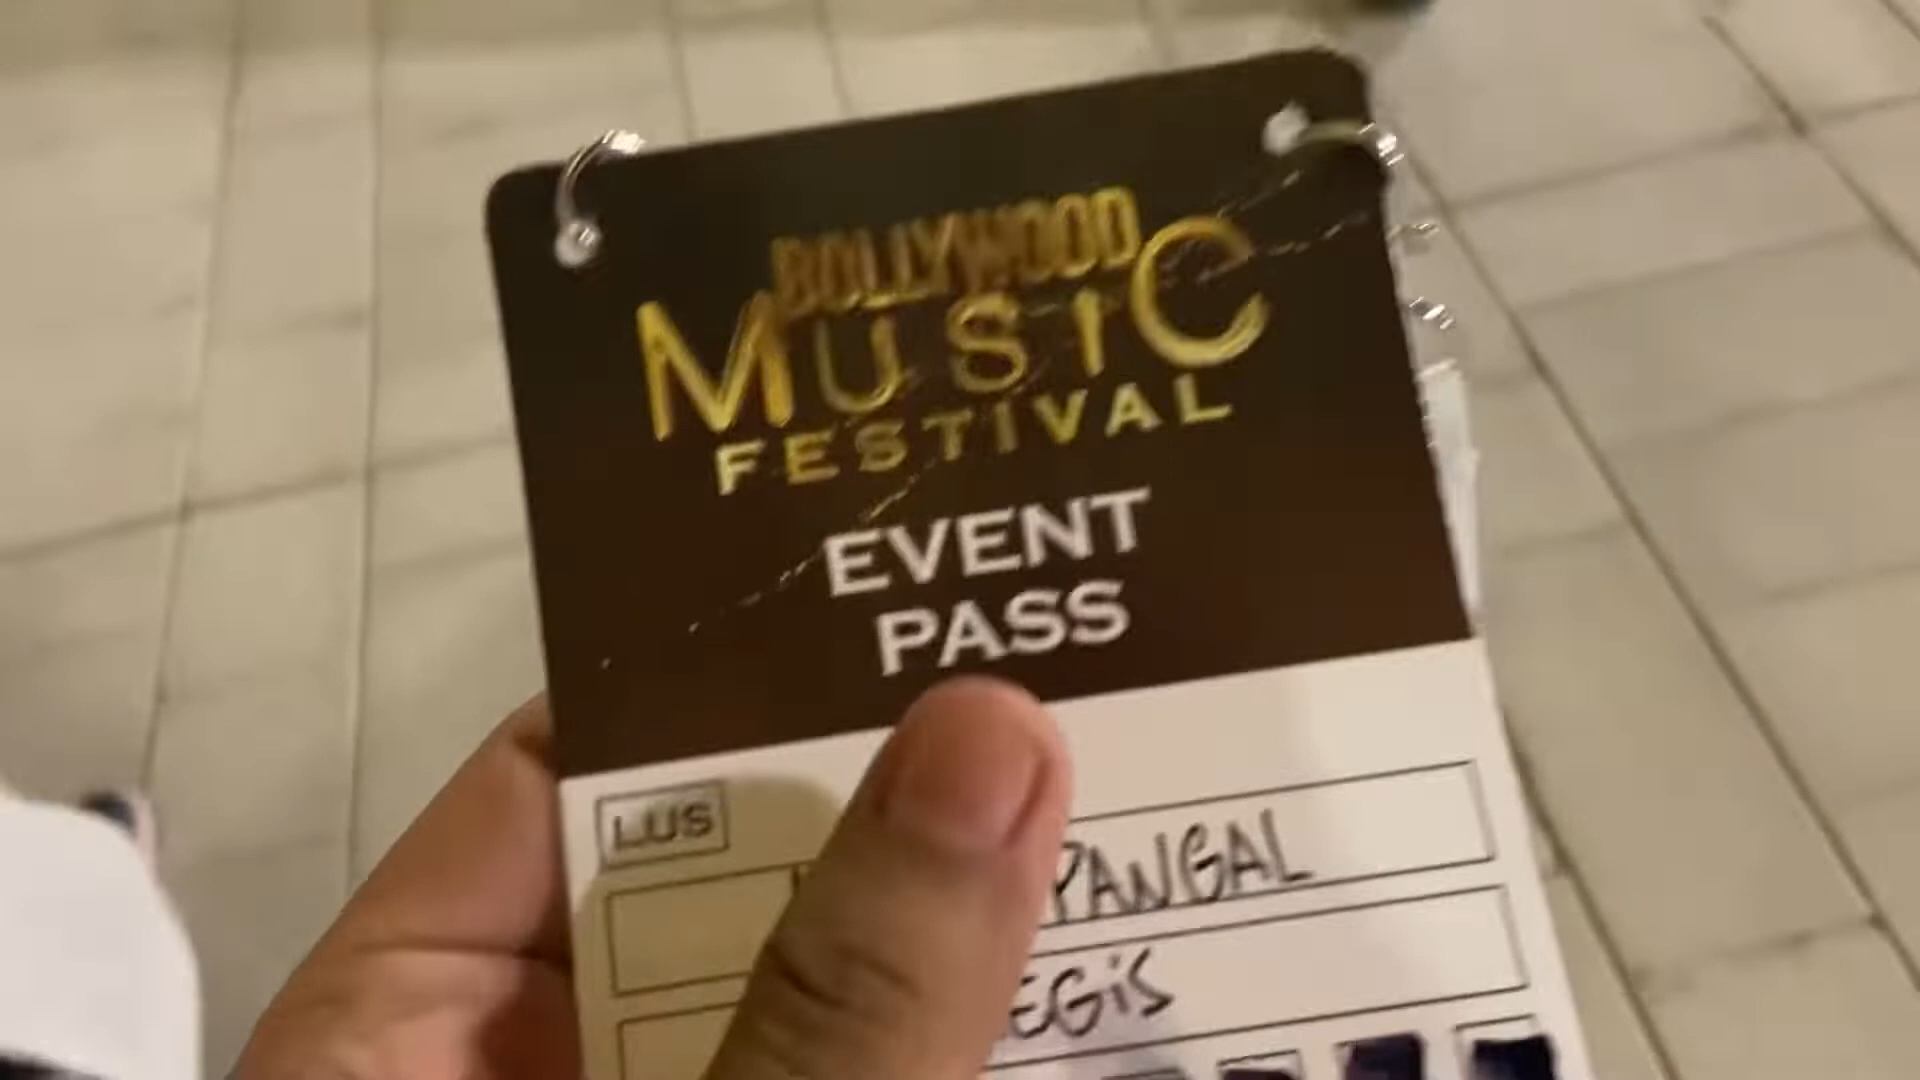 BOLLYWOOD
MUSIC
FESTIVAL
EVENT
PASS
LUS
PANGAL
EGiS